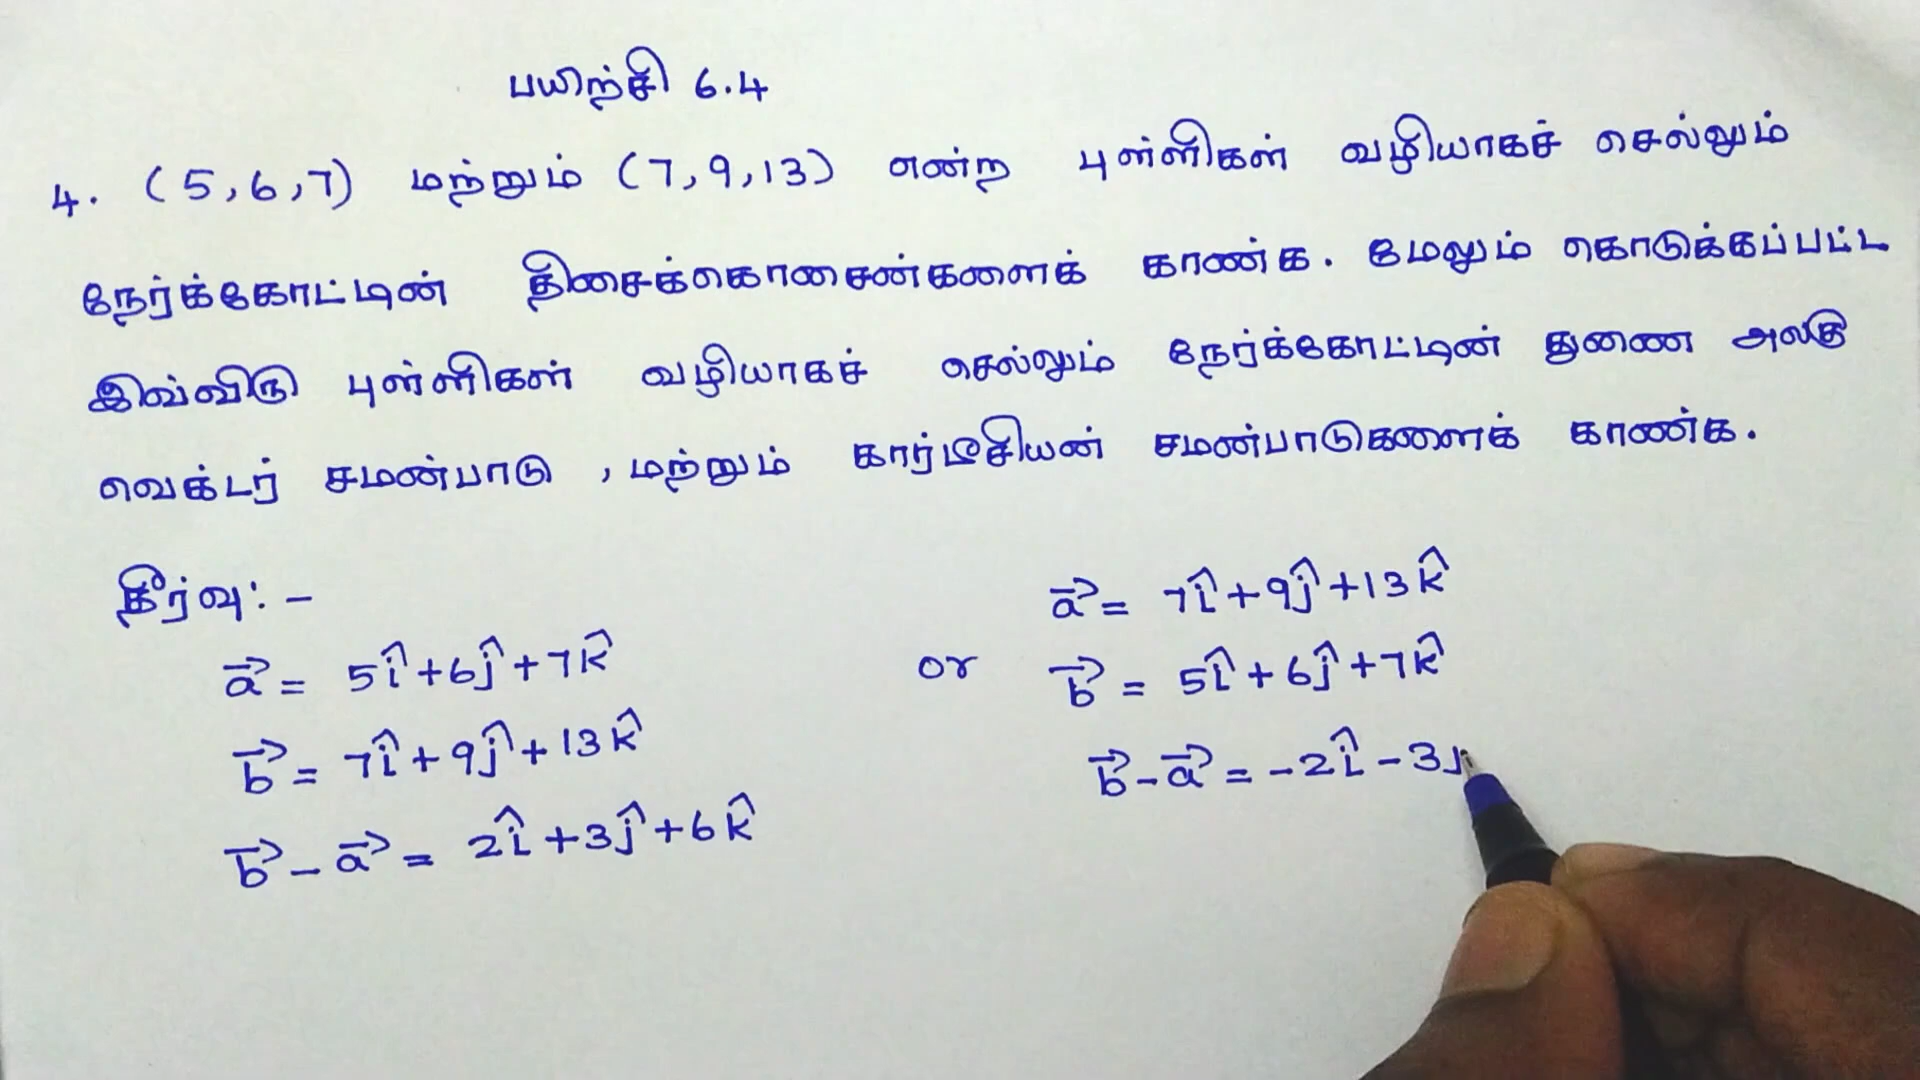 பயிற்சி 6.4
4. (5,6,7) மற்றும் (7,9,13) என்ற புள்ளிகள் வழியாகச் செல்லும்
நேர்க்கோட்டின் திசைக்கொசைன்களைக் காண்க. மேலும் கொடுக்கப்பட்ட
இவ்விரு புள்ளிகள் வழியாகச் செல்லும் நேர்க்கோட்டின் துணை அலகு
வெக்டர் சமன்பாடு , மற்றும் கார்டீசியன் சமன்பாடுகளைக் காண்க.
தீர்வு: -
a⃗ = 5î+6ĵ+7k̂
b⃗ = 7î+9ĵ+13k̂
b⃗ - a⃗ = 2î+3ĵ+6k̂
or
a⃗ = 7î+9ĵ+13k̂
b⃗ = 5î+6ĵ+7k̂
b⃗ - a⃗ = -2î-3j